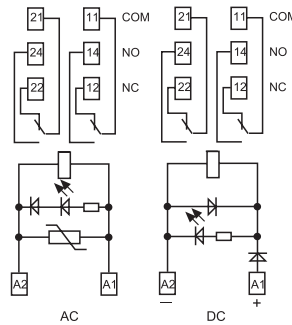 21 11 COM 21 11 COM
24 14 NO 24 14 NO
22 12 NC 22 12 NC
A2 A1 A2 A1
— +
AC DC